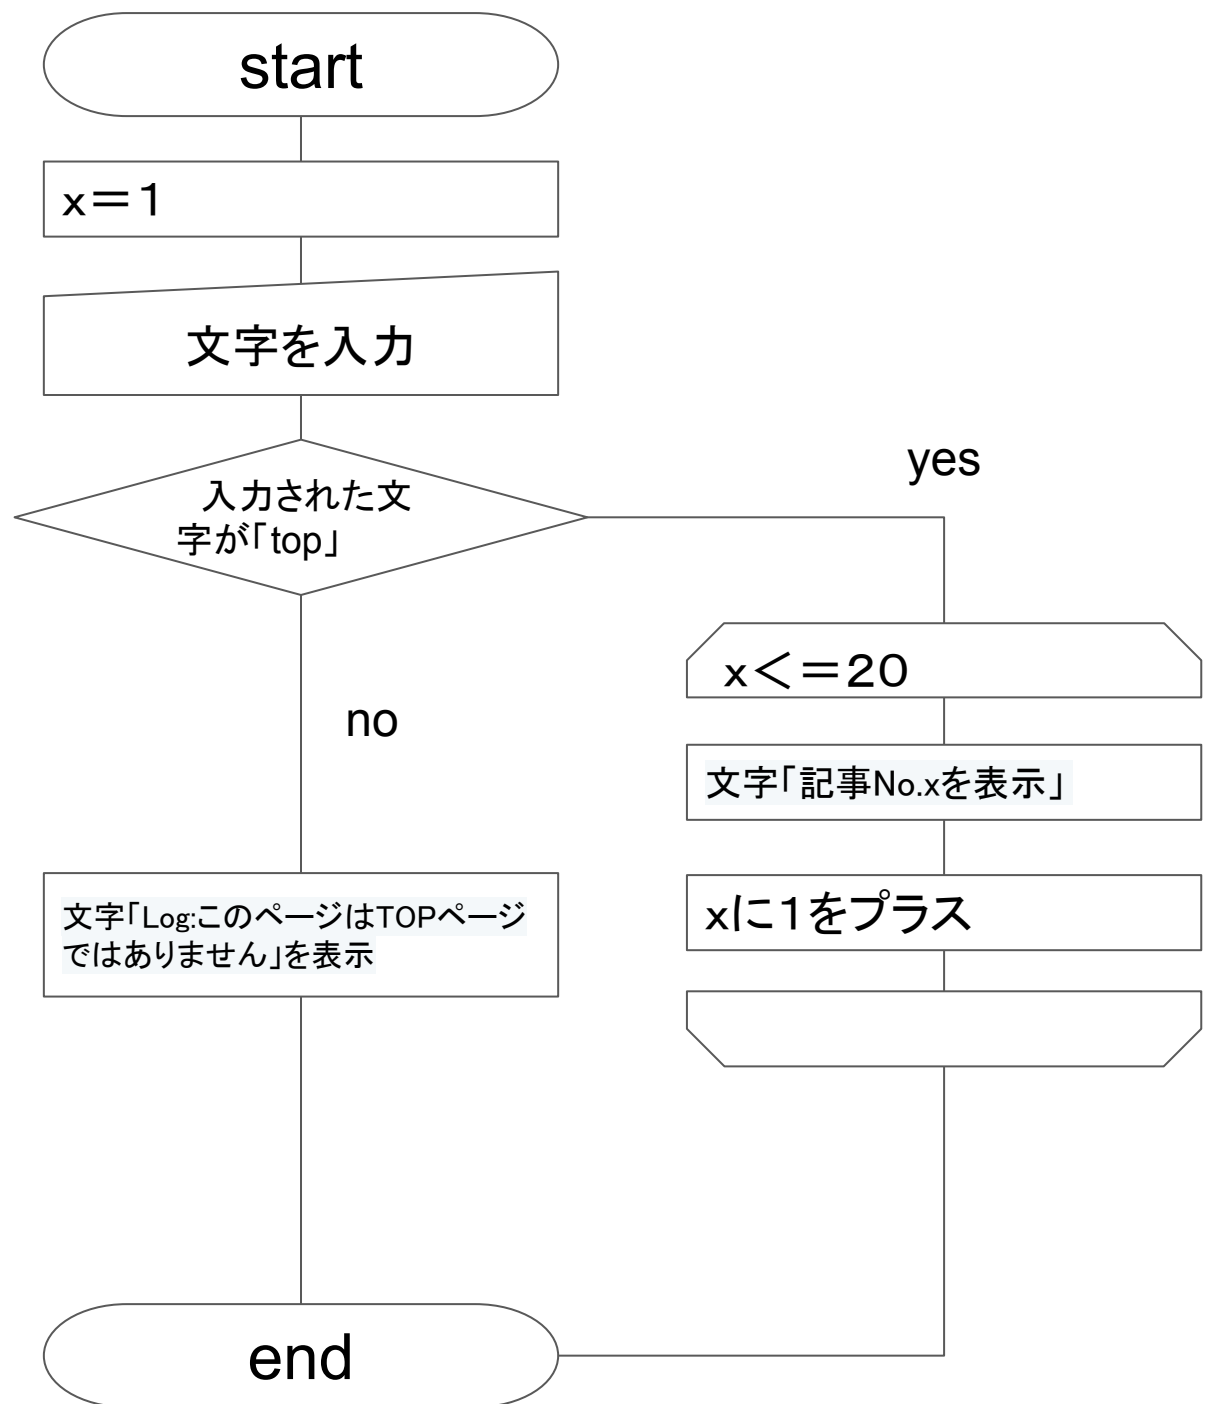 start
x＝１
文字を入力
入力された文
字が「top」
yes
no
x＜＝２０
文字「記事No.xを表示」
xに１をプラス
文字「Log:このページはTOPページ
ではありません」を表示
end